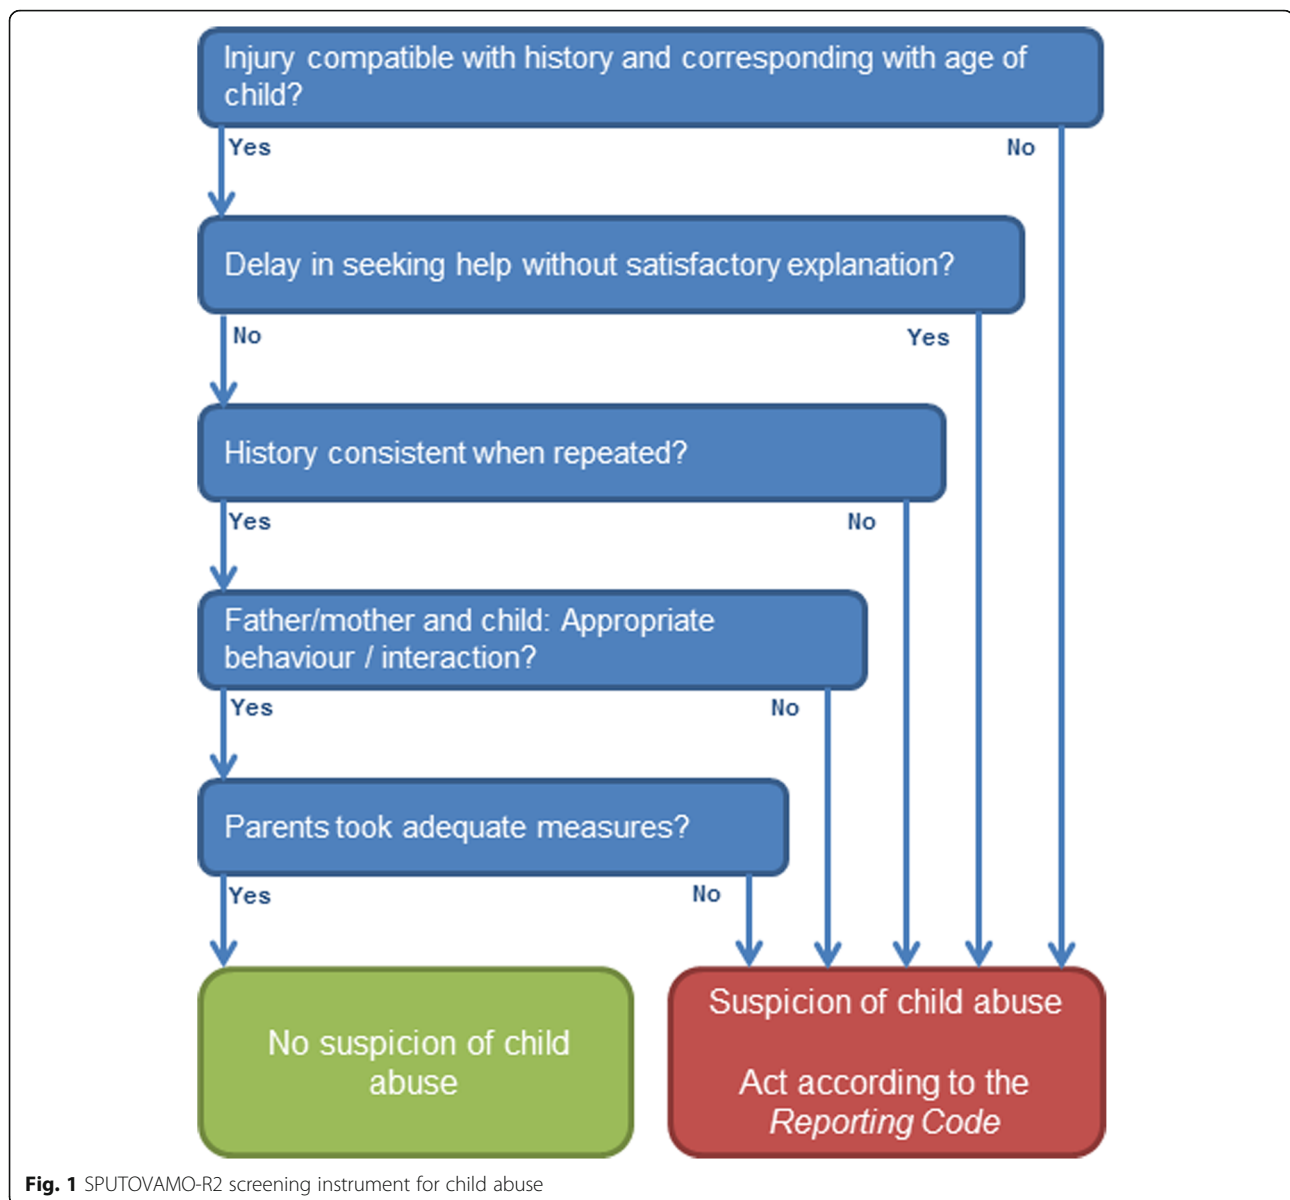 Injury compatible with history and corresponding with age of
child?
Yes
No
Delay in seeking help without satisfactory explanation?
No
Yes
History consistent when repeated?
Yes
No
Father/mother and child: Appropriate
behaviour / interaction?
Yes
No
Parents took adequate measures?
Yes
No
No suspicion of child
abuse
Suspicion of child abuse
Act according to the
Reporting Code
Fig. 1 SPUTOVAMO-R2 screening instrument for child abuse